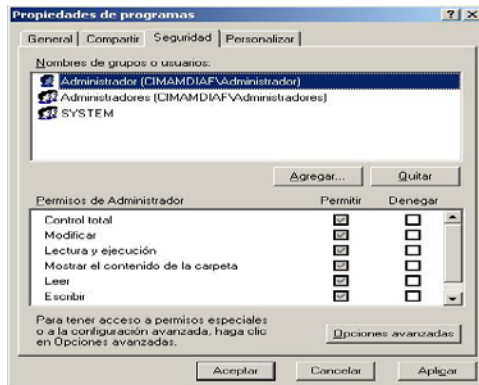 Propiedades de programas
General Compartir Seguridad Personalizar
Nombres de grupos o usuarios:
Administrador (CIMAMDIAF\Administrador)
Administradores (CIMAMDIAF\Administradores)
SYSTEM
Agregar... Quitar
Permisos de Administrador Permitir Denegar
Control total
Modificar
Lectura y ejecución
Mostrar el contenido de la carpeta
Leer
Escribir
Para tener acceso a permisos especiales
o a la configuración avanzada, haga clic
en Opciones avanzadas.
Opciones avanzadas
Aceptar Cancelar Aplicar